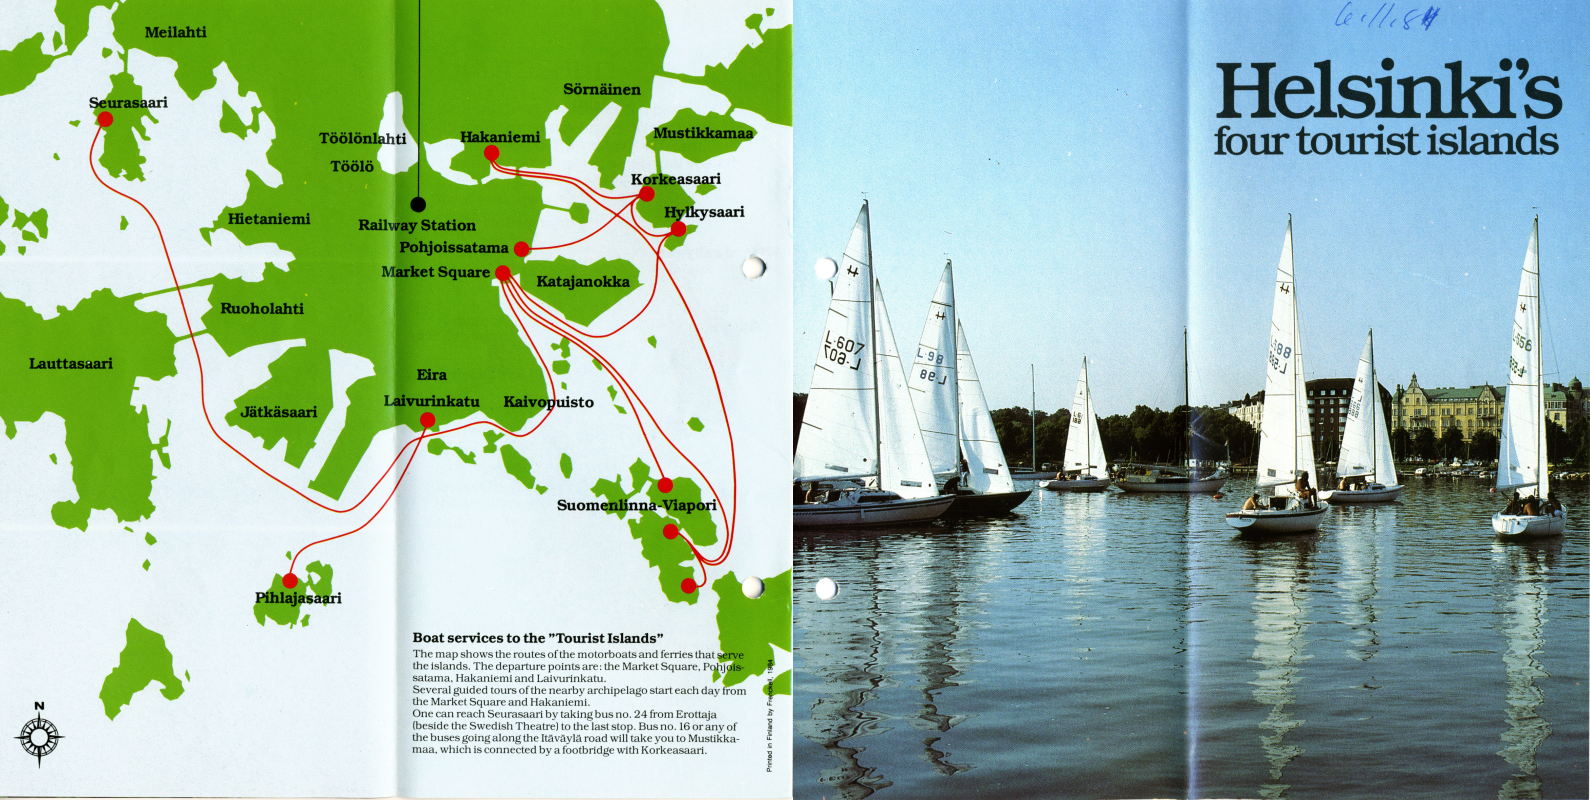 Meilahti
Seurasaari
Sörnäinen
Mustikkamaa
Töölönlahti
Hakaniemi
Töölö
Korkeasaari
Hietaniemi
Hylkysaari
Railway Station
Pohjoissatama
Market Square
Katajanokka
Ruoholahti
Lauttasaari
Eira
Laivurinkatu
Kaivopuisto
Jätkäsaari
Suomenlinna-Viapori
Pihlajasaari
N
Boat services to the ”Tourist Islands”
The map shows the routes of the motorboats and ferries that serve
the islands. The departure points are: the Market Square, Pohjois-
satama, Hakaniemi and Laivurinkatu.
Several guided tours of the nearby archipelago start each day from
the Market Square and Hakaniemi.
One can reach Seurasaari by taking bus no. 24 from Erottaja
(beside the Swedish Theatre) to the last stop. Bus no. 16 or any of
the buses going along the Itäväylä road will take you to Mustikka-
maa, which is connected by a footbridge with Korkeasaari.
Printed in Finland by Frenckell, 1984
Helsinki's
four tourist islands
L·607
L·607
L·98
L·98